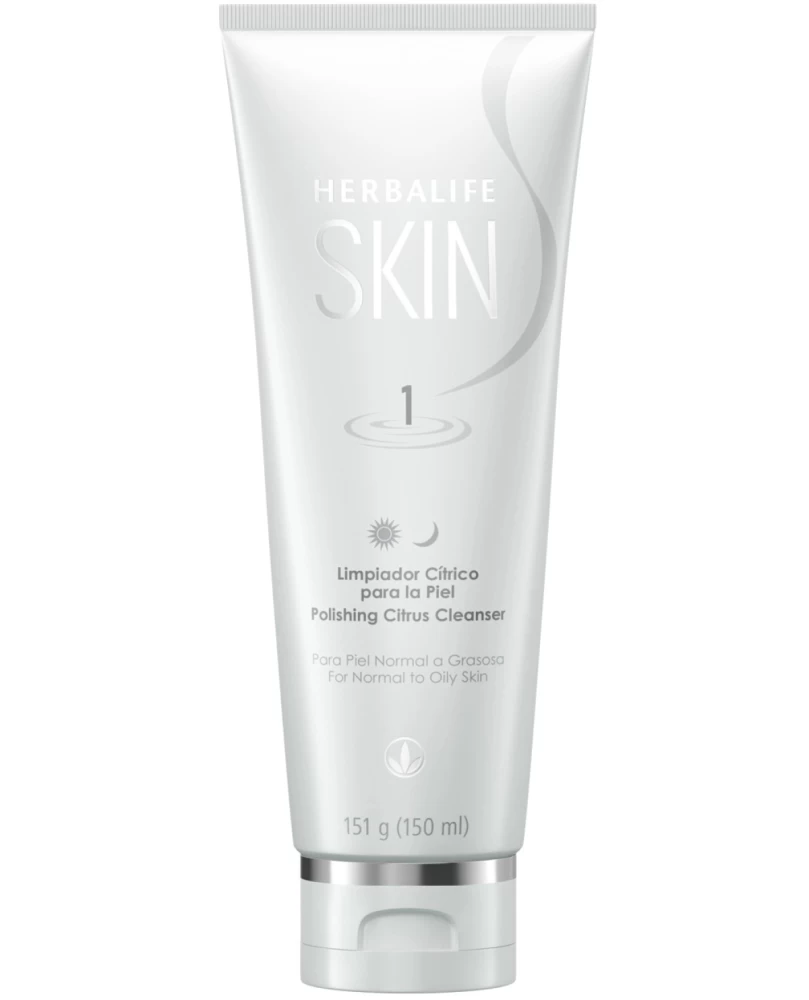 HERBALIFE
SKIN
1
Limpiador Cítrico
para la Piel
Polishing Citrus Cleanser
Para Piel Normal a Grasosa
For Normal to Oily Skin
151 g (150 ml)